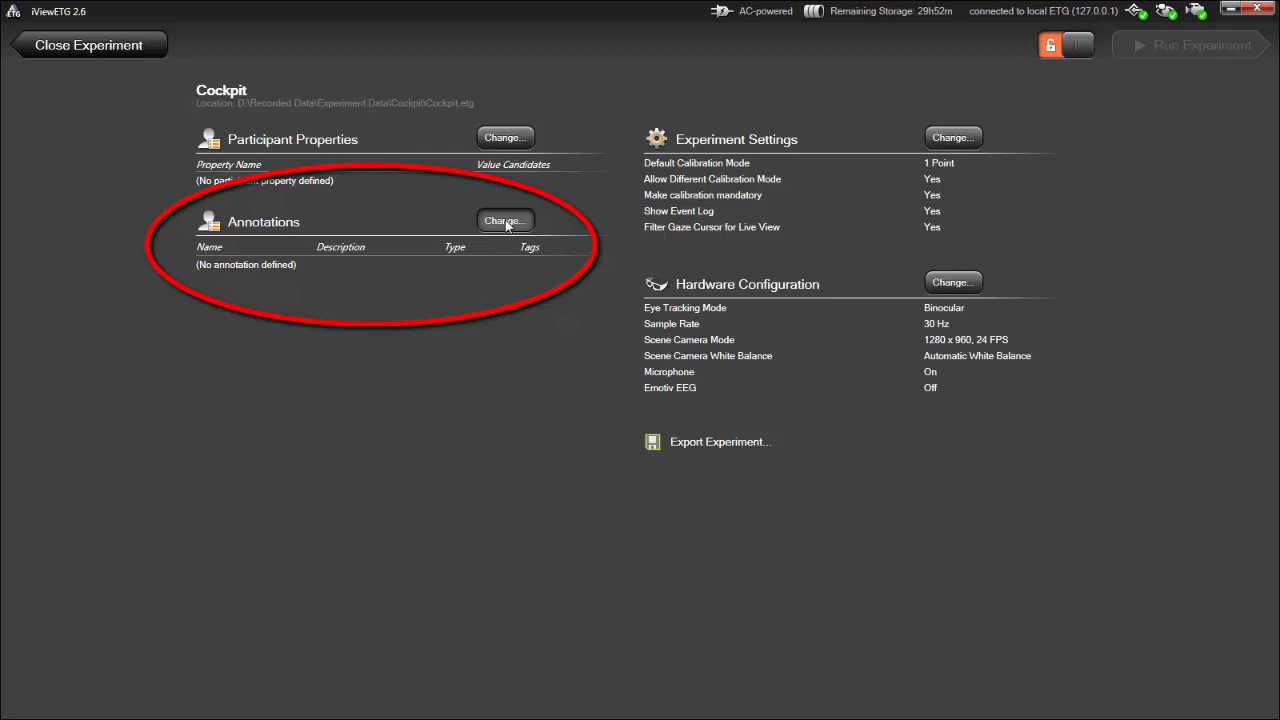 ETG iViewETG 2.6 AC-powered Remaining Storage: 29h52m connected to local ETG (127.0.0.1)
Close Experiment Run Experiment
Cockpit
Location: D:\Recorded Data\Experiment Data\Cockpit\Cockpit.etg
Participant Properties Change...
Property Name Value Candidates
(No participant property defined)
Annotations Change...
Name Description Type Tags
(No annotation defined)
Experiment Settings Change...
Default Calibration Mode 1 Point
Allow Different Calibration Mode Yes
Make calibration mandatory Yes
Show Event Log Yes
Filter Gaze Cursor for Live View Yes
Hardware Configuration Change...
Eye Tracking Mode Binocular
Sample Rate 30 Hz
Scene Camera Mode 1280 x 960, 24 FPS
Scene Camera White Balance Automatic White Balance
Microphone On
Emotiv EEG Off
Export Experiment...